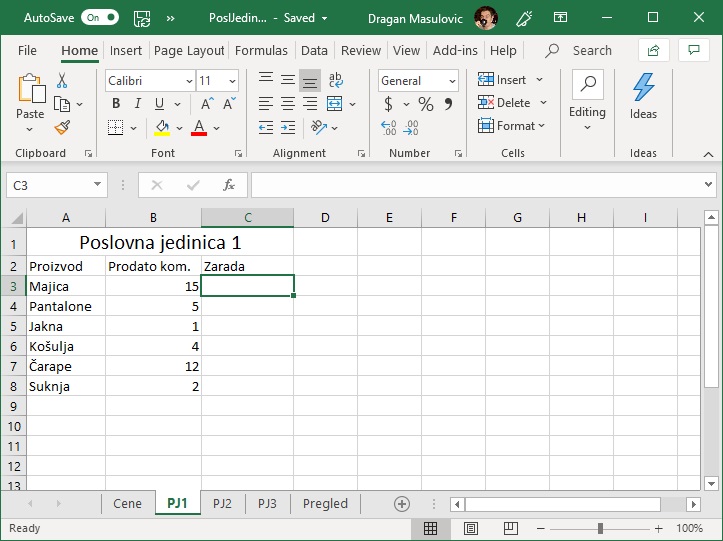 AutoSave On PoslJedin... - Saved Dragan Masulovic
File Home Insert Page Layout Formulas Data Review View Add-ins Help Search
Paste Calibri 11 General Insert Delete Format Editing Ideas
B I U A A A $ % 9
Clipboard Font Alignment Number Cells Ideas
C3 fx
A B C D E F G H I
1 Poslovna jedinica 1
2 Proizvod Prodato kom. Zarada
3 Majica 15
4 Pantalone 5
5 Jakna 1
6 Košulja 4
7 Čarape 12
8 Suknja 2
9
10
11
12
13
Cene PJ1 PJ2 PJ3 Pregled
Ready 100%